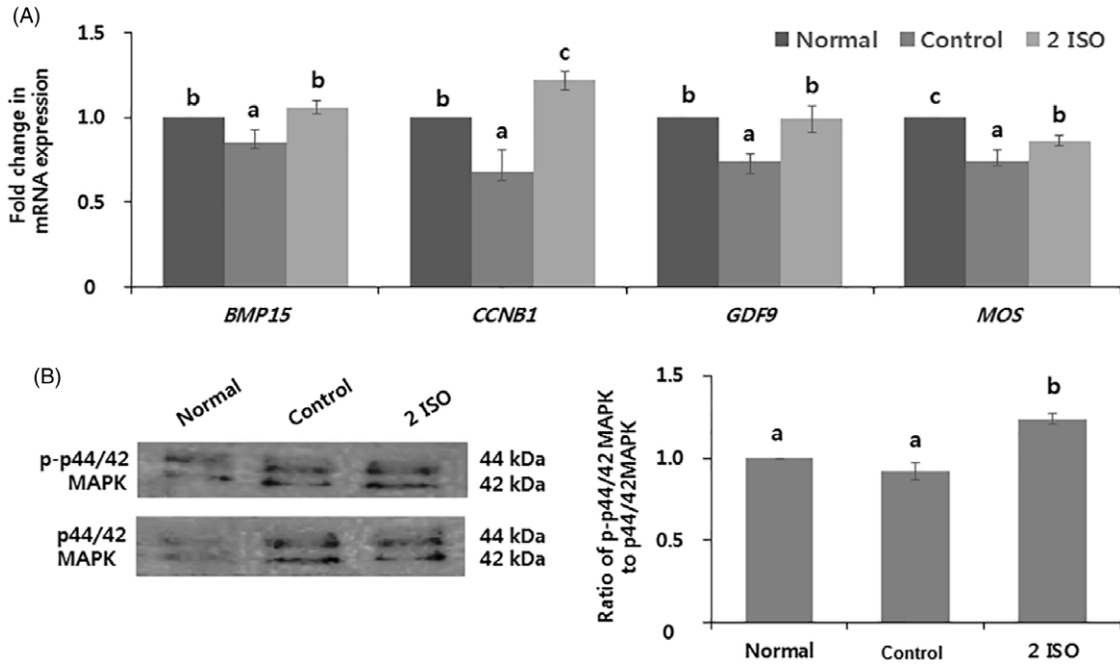 (A)
Fold change in
mRNA expression
1.5
1.0
0.5
0
Normal Control 2 ISO
b a b
b a c
b a b
c a b
BMP15 CCNB1 GDF9 MOS
(B)
Normal Control 2 ISO
p-p44/42
MAPK
44 kDa
42 kDa
p44/42
MAPK
44 kDa
42 kDa
Ratio of p-p44/42 MAPK
to p44/42MAPK
1.5
1.0
0.5
0
a a b
Normal Control 2 ISO